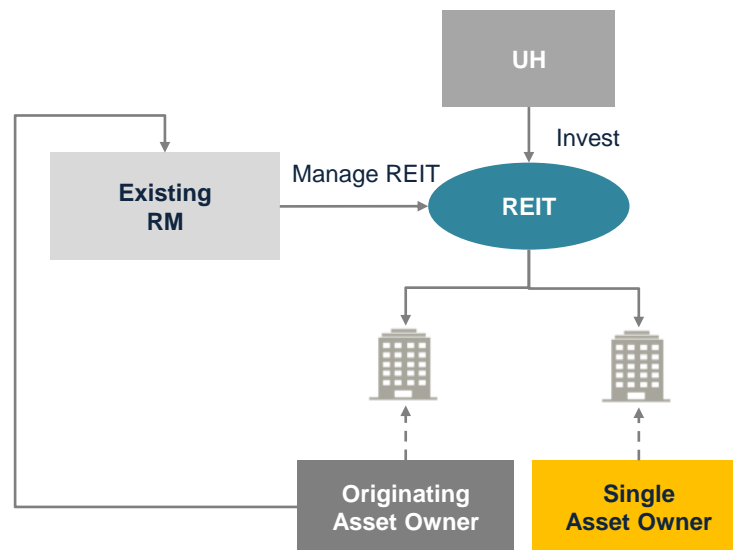 UH
Invest
Manage REIT
Existing
RM
REIT
Originating
Asset Owner
Single
Asset Owner